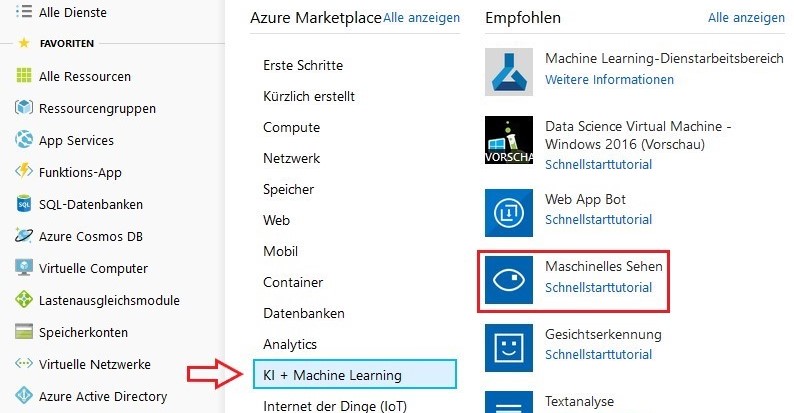 Alle Dienste
FAVORITEN
Alle Ressourcen
Ressourcengruppen
App Services
Funktions-App
SQL-Datenbanken
Azure Cosmos DB
Virtuelle Computer
Lastenausgleichsmodule
Speicherkonten
Virtuelle Netzwerke
Azure Active Directory
Azure Marketplace Alle anzeigen
Erste Schritte
Kürzlich erstellt
Compute
Netzwerk
Speicher
Web
Mobil
Container
Datenbanken
Analytics
KI + Machine Learning
Internet der Dinge (IoT)
Empfohlen Alle anzeigen
Machine Learning-Dienstarbeitsbereich
Weitere Informationen
VORSCHA
Data Science Virtual Machine -
Windows 2016 (Vorschau)
Schnellstarttutorial
Web App Bot
Schnellstarttutorial
Maschinelles Sehen
Schnellstarttutorial
Gesichtserkennung
Schnellstarttutorial
Textanalyse